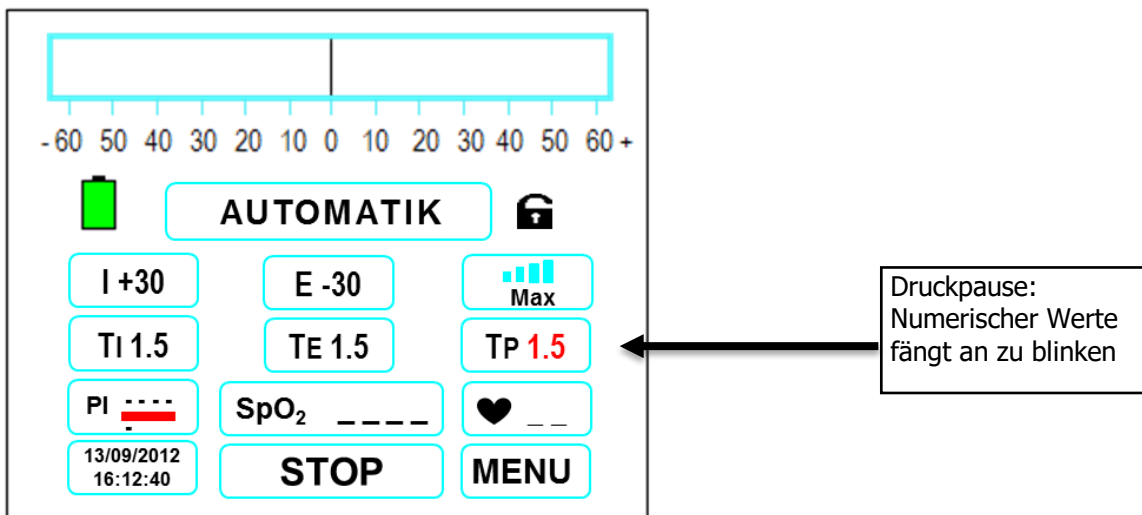 - 60 50 40 30 20 10 0 10 20 30 40 50 60 +
AUTOMATIK
I +30 E -30 Max
TI 1.5 TE 1.5 TP 1.5
Druckpause:
Numerischer Werte
fängt an zu blinken
PI ---- - SpO₂ _ _ _ _ _ _
13/09/2012
16:12:40
STOP MENU